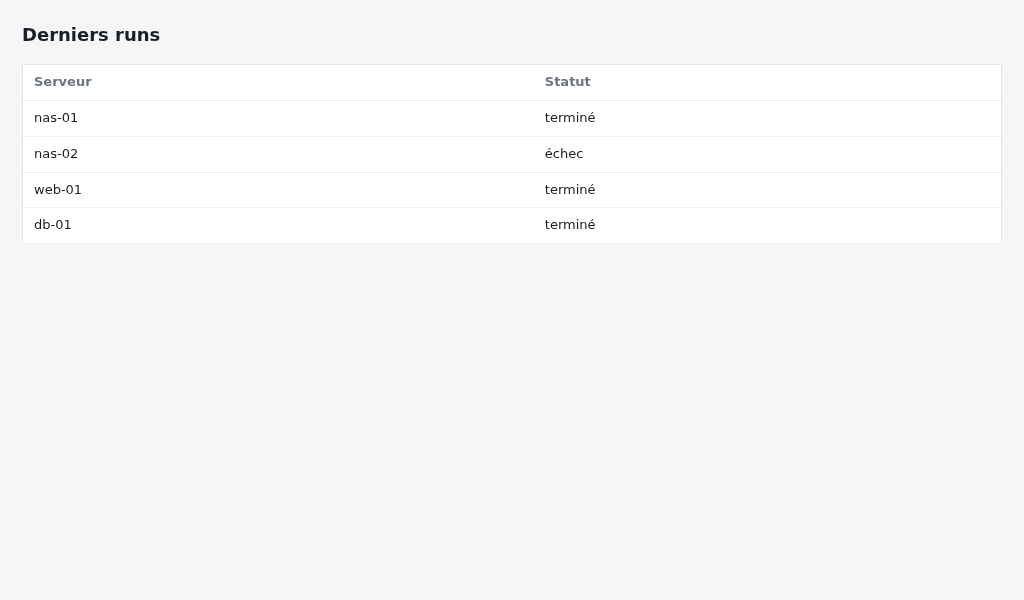 Derniers runs
Serveur Statut
nas-01 terminé
nas-02 échec
web-01 terminé
db-01 terminé